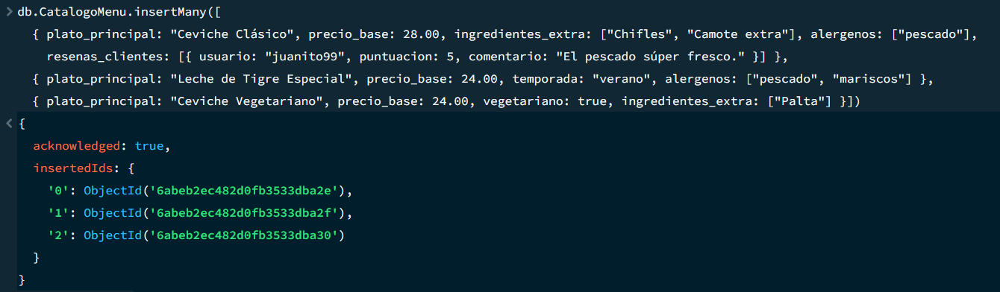 > db.CatalogoMenu.insertMany([
{ plato_principal: "Ceviche Clásico", precio_base: 28.00, ingredientes_extra: ["Chifles", "Camote extra"], alergenos: ["pescado"],
resenas_clientes: [{ usuario: "juanito99", puntuacion: 5, comentario: "El pescado súper fresco." }] },
{ plato_principal: "Leche de Tigre Especial", precio_base: 24.00, temporada: "verano", alergenos: ["pescado", "mariscos"] },
{ plato_principal: "Ceviche Vegetariano", precio_base: 24.00, vegetariano: true, ingredientes_extra: ["Palta"] }])
< {
acknowledged: true,
insertedIds: {
'0': ObjectId('6abeb2ec482d0fb3533dba2e'),
'1': ObjectId('6abeb2ec482d0fb3533dba2f'),
'2': ObjectId('6abeb2ec482d0fb3533dba30')
}
}